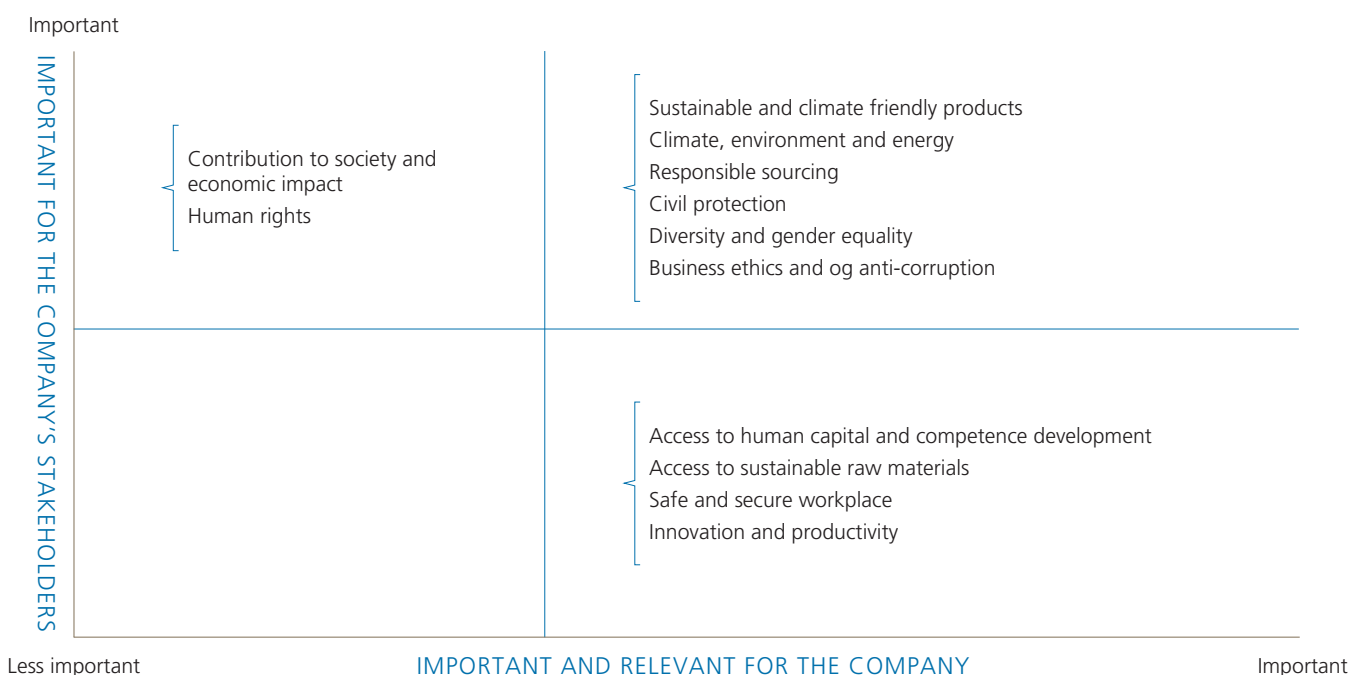 Important
IMPORTANT FOR THE COMPANY'S STAKEHOLDERS
Contribution to society and
economic impact
Human rights
Sustainable and climate friendly products
Climate, environment and energy
Responsible sourcing
Civil protection
Diversity and gender equality
Business ethics and og anti-corruption
Access to human capital and competence development
Access to sustainable raw materials
Safe and secure workplace
Innovation and productivity
Less important
IMPORTANT AND RELEVANT FOR THE COMPANY
Important